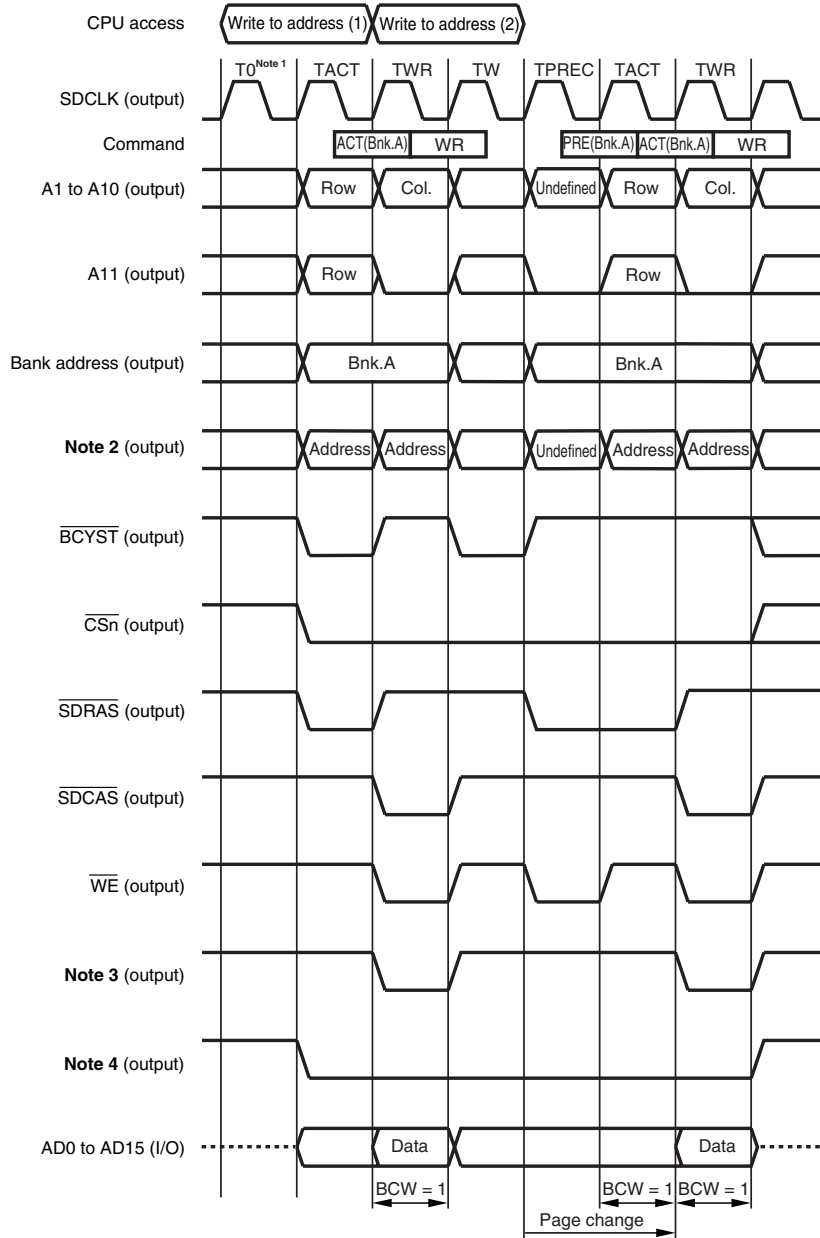 CPU access Write to address (1) Write to address (2)
T0Note 1 TACT TWR TW TPREC TACT TWR
SDCLK (output)
Command ACT(Bnk.A) WR PRE(Bnk.A) ACT(Bnk.A) WR
A1 to A10 (output) Row Col. Undefined Row Col.
A11 (output) Row Row
Bank address (output) Bnk.A Bnk.A
Note 2 (output) Address Address Undefined Address Address
BCYST (output)
CSn (output)
SDRAS (output)
SDCAS (output)
WE (output)
Note 3 (output)
Note 4 (output)
AD0 to AD15 (I/O) Data Data
BCW = 1 BCW = 1 BCW = 1
Page change